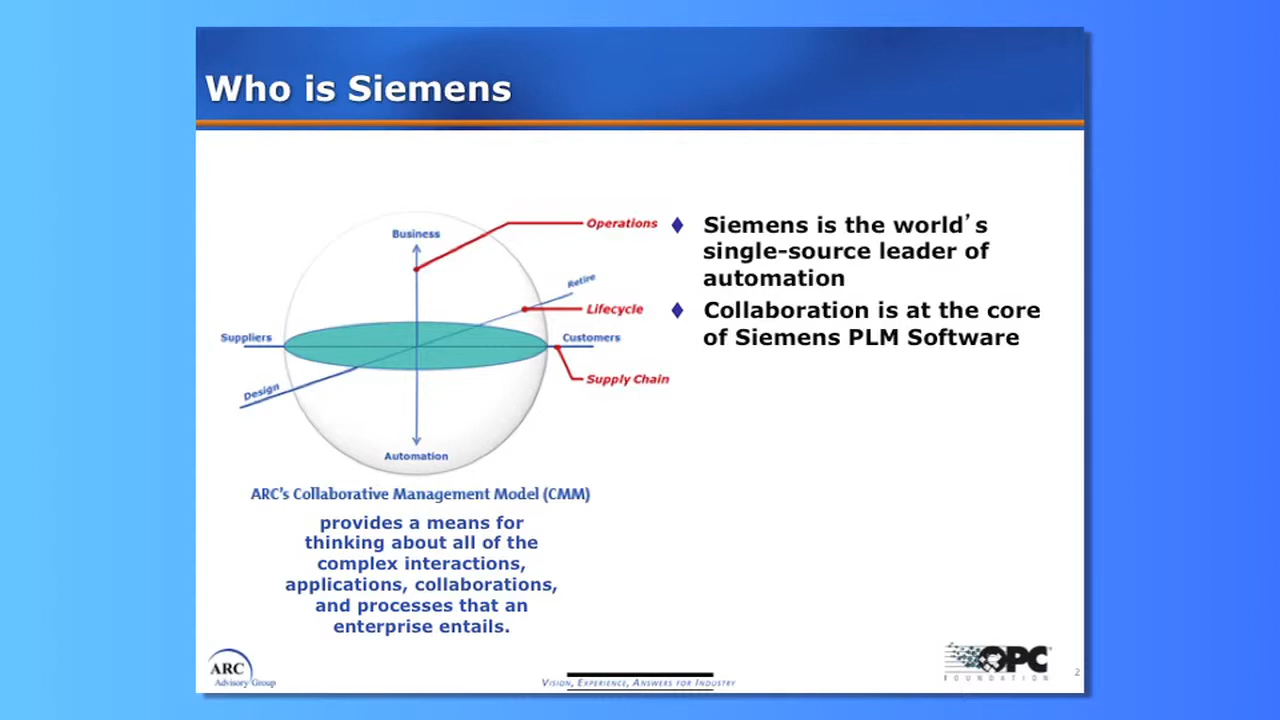 Who is Siemens
Business
Operations
Retire
Lifecycle
Suppliers
Customers
Supply Chain
Design
Automation
ARC's Collaborative Management Model (CMM)
provides a means for
thinking about all of the
complex interactions,
applications, collaborations,
and processes that an
enterprise entails.
Siemens is the world’s
single-source leader of
automation
Collaboration is at the core
of Siemens PLM Software
ARC
Advisory Group
Vision, Experience, Answers for Industry
OPC
FOUNDATION
2